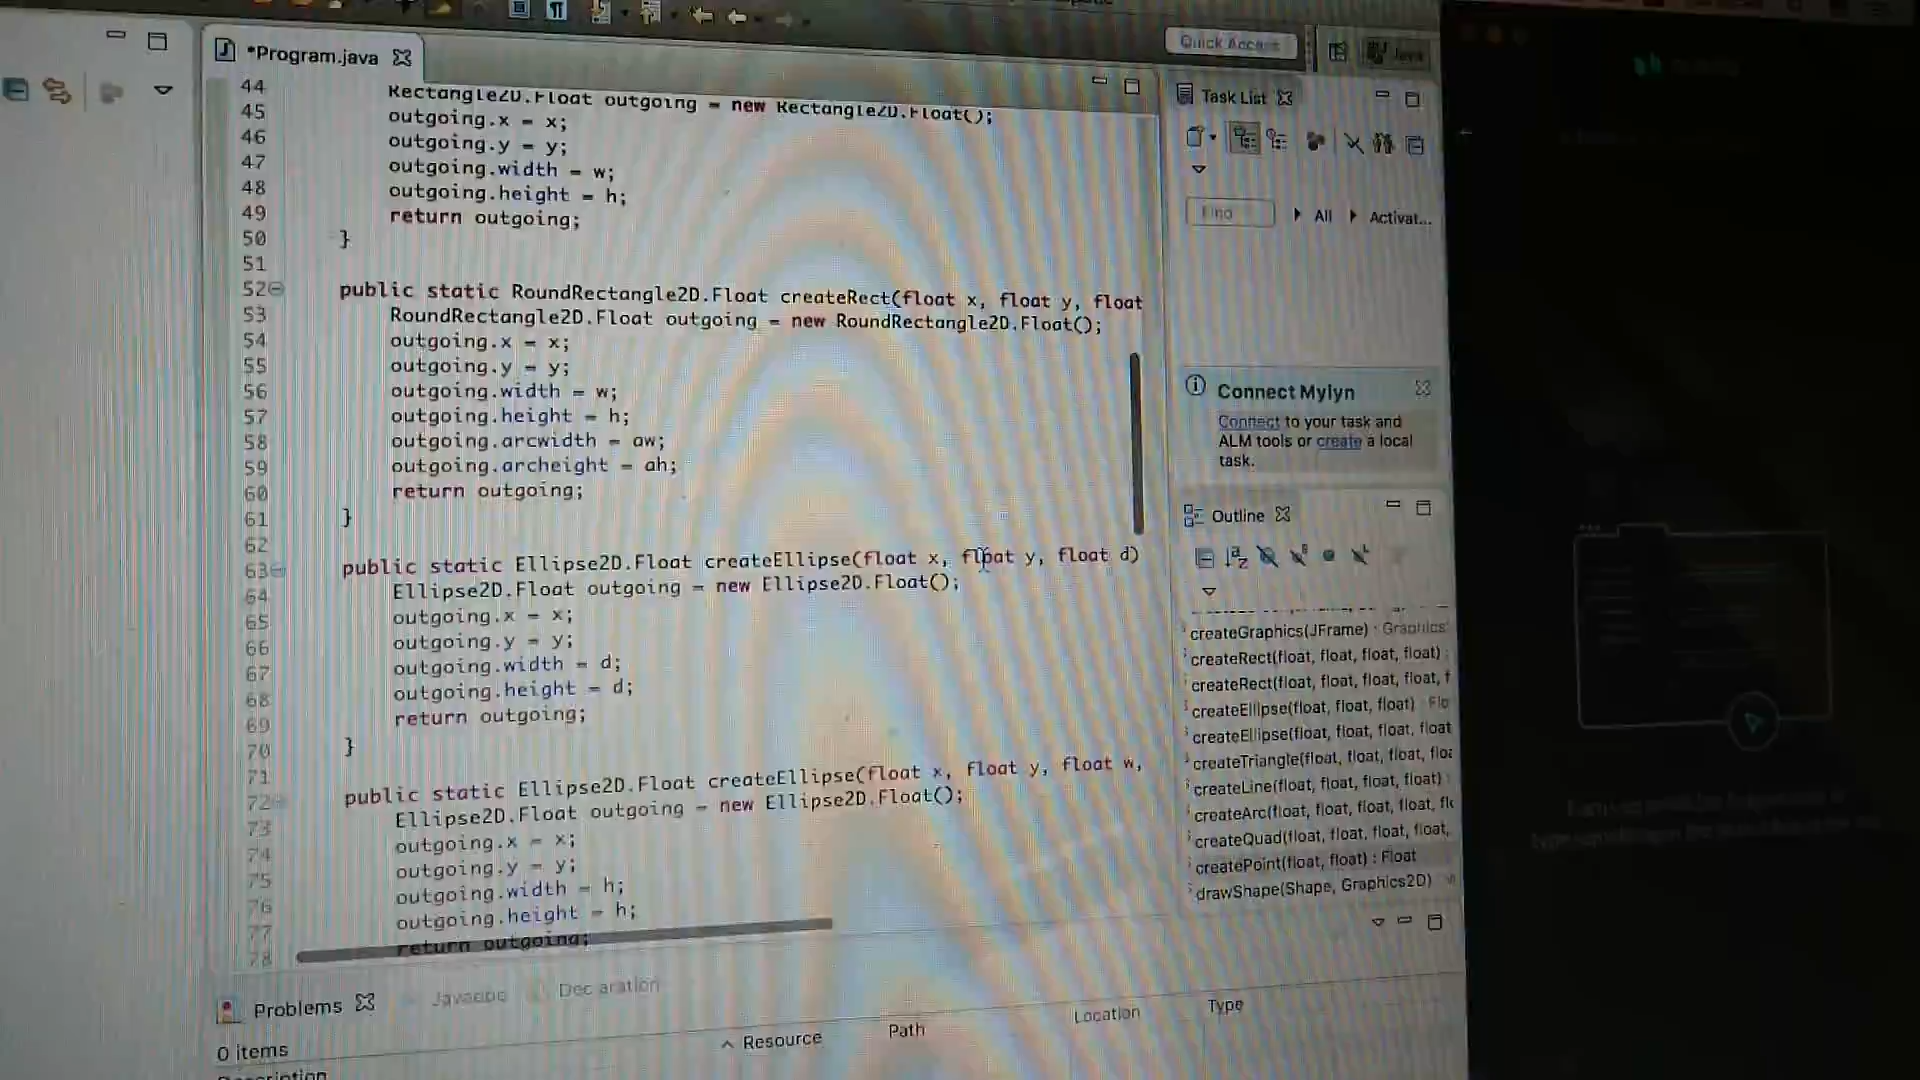 *Program.java
Quick Access
Java
44 Rectangle2D.Float outgoing = new Rectangle2D.Float();
45 outgoing.x = x;
46 outgoing.y = y;
47 outgoing.width = w;
48 outgoing.height = h;
49 return outgoing;
50 }
51
52 public static RoundRectangle2D.Float createRect(float x, float y, float
53 RoundRectangle2D.Float outgoing = new RoundRectangle2D.Float();
54 outgoing.x = x;
55 outgoing.y = y;
56 outgoing.width = w;
57 outgoing.height = h;
58 outgoing.arcwidth = aw;
59 outgoing.archeight = ah;
60 return outgoing;
61 }
62
63 public static Ellipse2D.Float createEllipse(float x, float y, float d)
64 Ellipse2D.Float outgoing = new Ellipse2D.Float();
65 outgoing.x = x;
66 outgoing.y = y;
67 outgoing.width = d;
68 outgoing.height = d;
69 return outgoing;
70 }
71
72 public static Ellipse2D.Float createEllipse(float x, float y, float w,
73 Ellipse2D.Float outgoing = new Ellipse2D.Float();
74 outgoing.x = x;
75 outgoing.y = y;
76 outgoing.width = h;
77 outgoing.height = h;
78 return outgoing;
Task List
Find
All
Activat...
Connect Mylyn
Connect to your task and
ALM tools or create a local
task.
Outline
createGraphics(JFrame) : Graphics
createRect(float, float, float, float) :
createRect(float, float, float, float, f
createEllipse(float, float, float) : Flo
createEllipse(float, float, float, float
createTriangle(float, float, float, floa
createLine(float, float, float, float) :
createArc(float, float, float, float, flo
createQuad(float, float, float, float,
createPoint(float, float) : Float
drawShape(Shape, Graphics2D)
Problems
Javadoc
Declaration
0 items
Description
Resource
Path
Location
Type